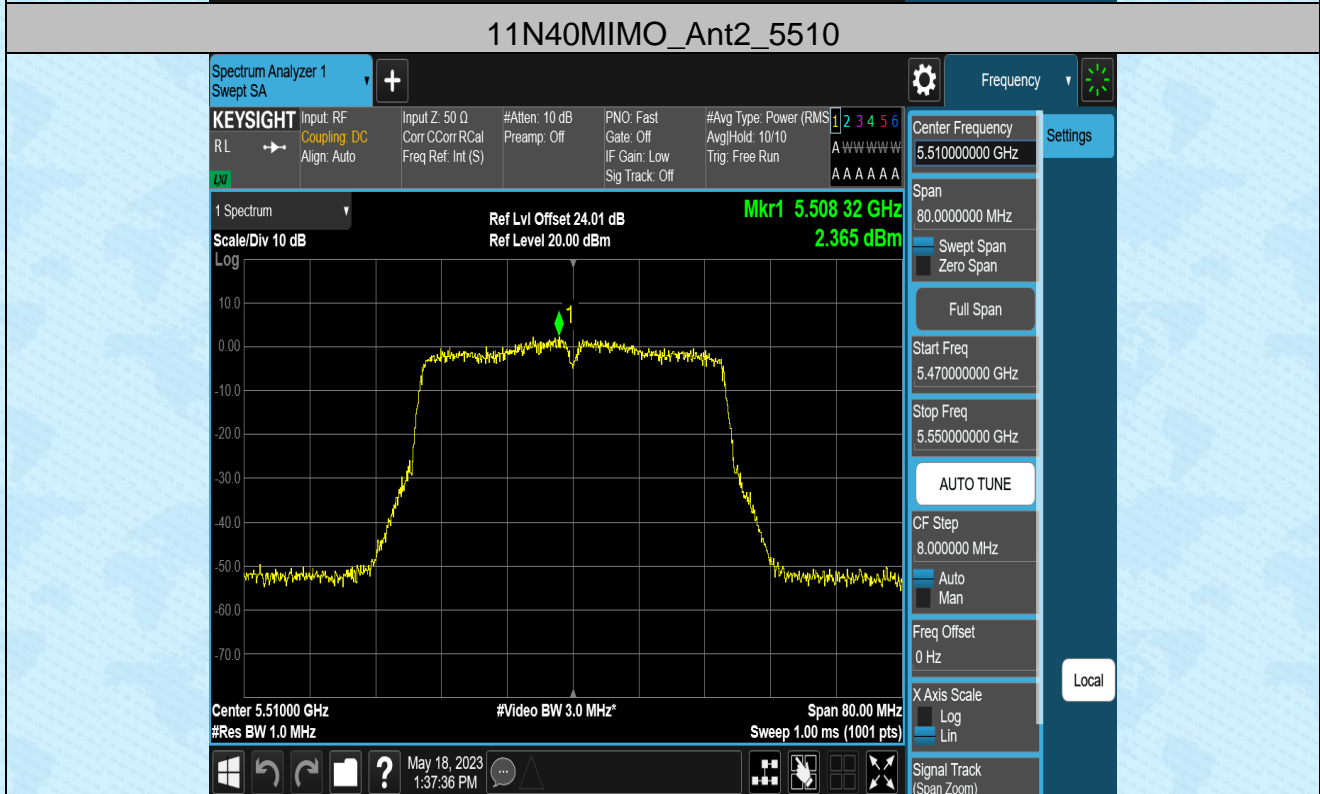 11N40MIMO_Ant2_5510
Spectrum Analyzer 1
Swept SA
Frequency
KEYSIGHT
RL
LXI
Input: RF
Coupling: DC
Align: Auto
Input Z: 50 Ω
Corr CCorr RCal
Freq Ref: Int (S)
#Atten: 10 dB
Preamp: Off
PNO: Fast
Gate: Off
IF Gain: Low
Sig Track: Off
#Avg Type: Power (RMS
Avg|Hold: 10/10
Trig: Free Run
1 2 3 4 5 6
A W W W W W
A A A A A A
1 Spectrum
Scale/Div 10 dB
Ref Lvl Offset 24.01 dB
Ref Level 20.00 dBm
Mkr1 5.508 32 GHz
2.365 dBm
Log
10.0
0.00
-10.0
-20.0
-30.0
-40.0
-50.0
-60.0
-70.0
1
Center 5.51000 GHz
#Res BW 1.0 MHz
#Video BW 3.0 MHz*
Span 80.00 MHz
Sweep 1.00 ms (1001 pts)
Center Frequency
5.510000000 GHz
Settings
Span
80.0000000 MHz
Swept Span
Zero Span
Full Span
Start Freq
5.470000000 GHz
Stop Freq
5.550000000 GHz
AUTO TUNE
CF Step
8.000000 MHz
Auto
Man
Freq Offset
0 Hz
X Axis Scale
Log
Lin
Local
Signal Track
(Span Zoom)
?
May 18, 2023
1:37:36 PM